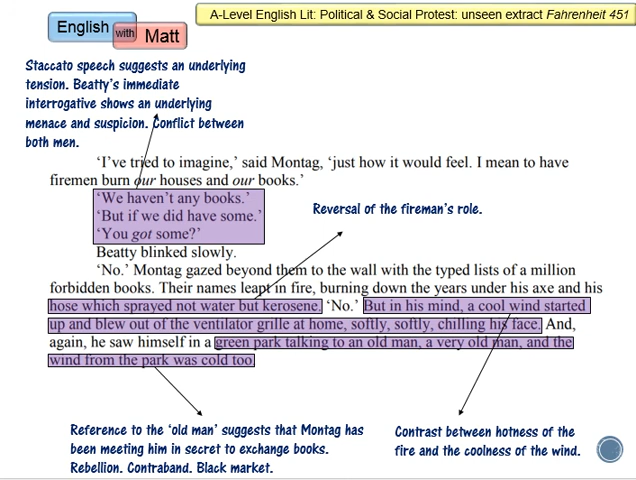 English with Matt
A-Level English Lit: Political & Social Protest: unseen extract Fahrenheit 451
Staccato speech suggests an underlying
tension. Beatty's immediate
interrogative shows an underlying
menace and suspicion. Conflict between
both men.
'I've tried to imagine,' said Montag, 'just how it would feel. I mean to have
firemen burn our houses and our books.'
'We haven't any books.'
'But if we did have some.'
'You got some?'
Reversal of the fireman's role.
Beatty blinked slowly.
'No.' Montag gazed beyond them to the wall with the typed lists of a million
forbidden books. Their names leapt in fire, burning down the years under his axe and his
hose which sprayed not water but kerosene. 'No.' But in his mind, a cool wind started
up and blew out of the ventilator grille at home, softly, softly, chilling his face. And,
again, he saw himself in a green park talking to an old man, a very old man, and the
wind from the park was cold too
Reference to the 'old man' suggests that Montag has
been meeting him in secret to exchange books.
Rebellion. Contraband. Black market.
Contrast between hotness of the
fire and the coolness of the wind.